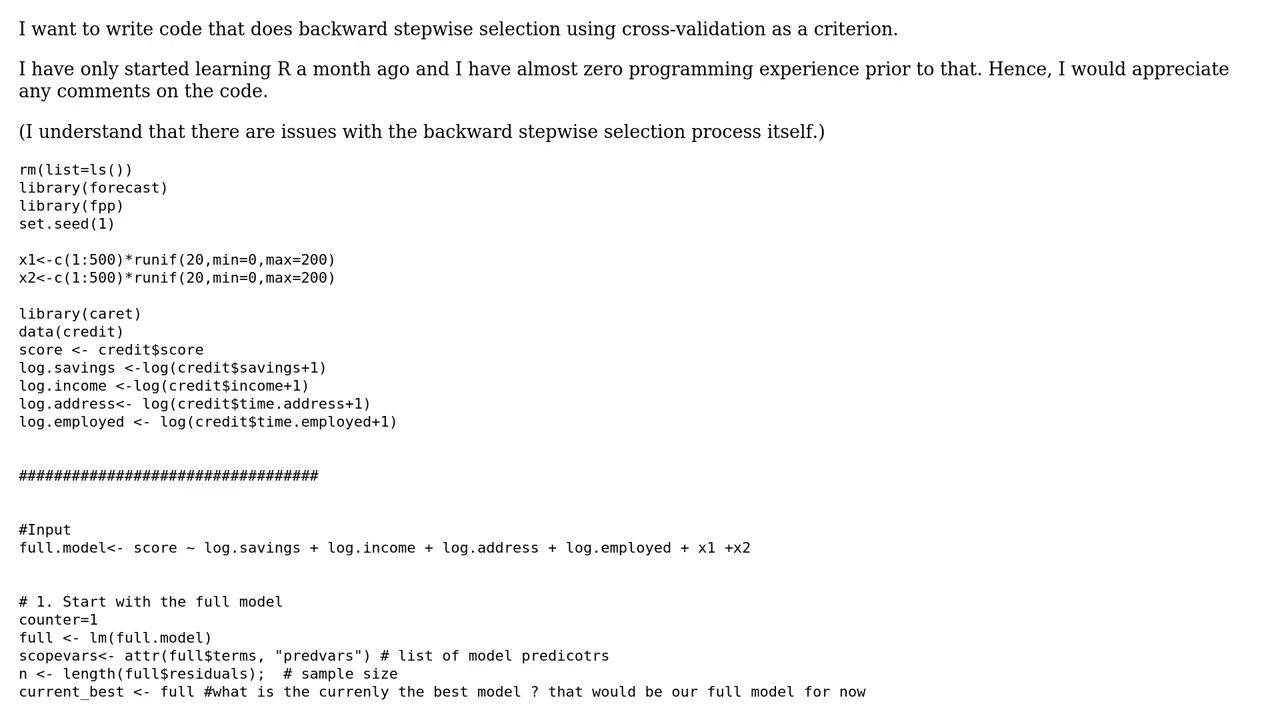 I want to write code that does backward stepwise selection using cross-validation as a criterion.
I have only started learning R a month ago and I have almost zero programming experience prior to that. Hence, I would appreciate
any comments on the code.
(I understand that there are issues with the backward stepwise selection process itself.)
rm(list=ls())
library(forecast)
library(fpp)
set.seed(1)
x1<-c(1:500)*runif(20,min=0,max=200)
x2<-c(1:500)*runif(20,min=0,max=200)
library(caret)
data(credit)
score <- credit$score
log.savings <-log(credit$savings+1)
log.income <-log(credit$income+1)
log.address<- log(credit$time.address+1)
log.employed <- log(credit$time.employed+1)
##################################
#Input
full.model<- score ~ log.savings + log.income + log.address + log.employed + x1 +x2
# 1. Start with the full model
counter=1
full <- lm(full.model)
scopevars<- attr(full$terms, "predvars") # list of model predicotrs
n <- length(full$residuals);  # sample size
current_best <- full #what is the currenly the best model ? that would be our full model for now